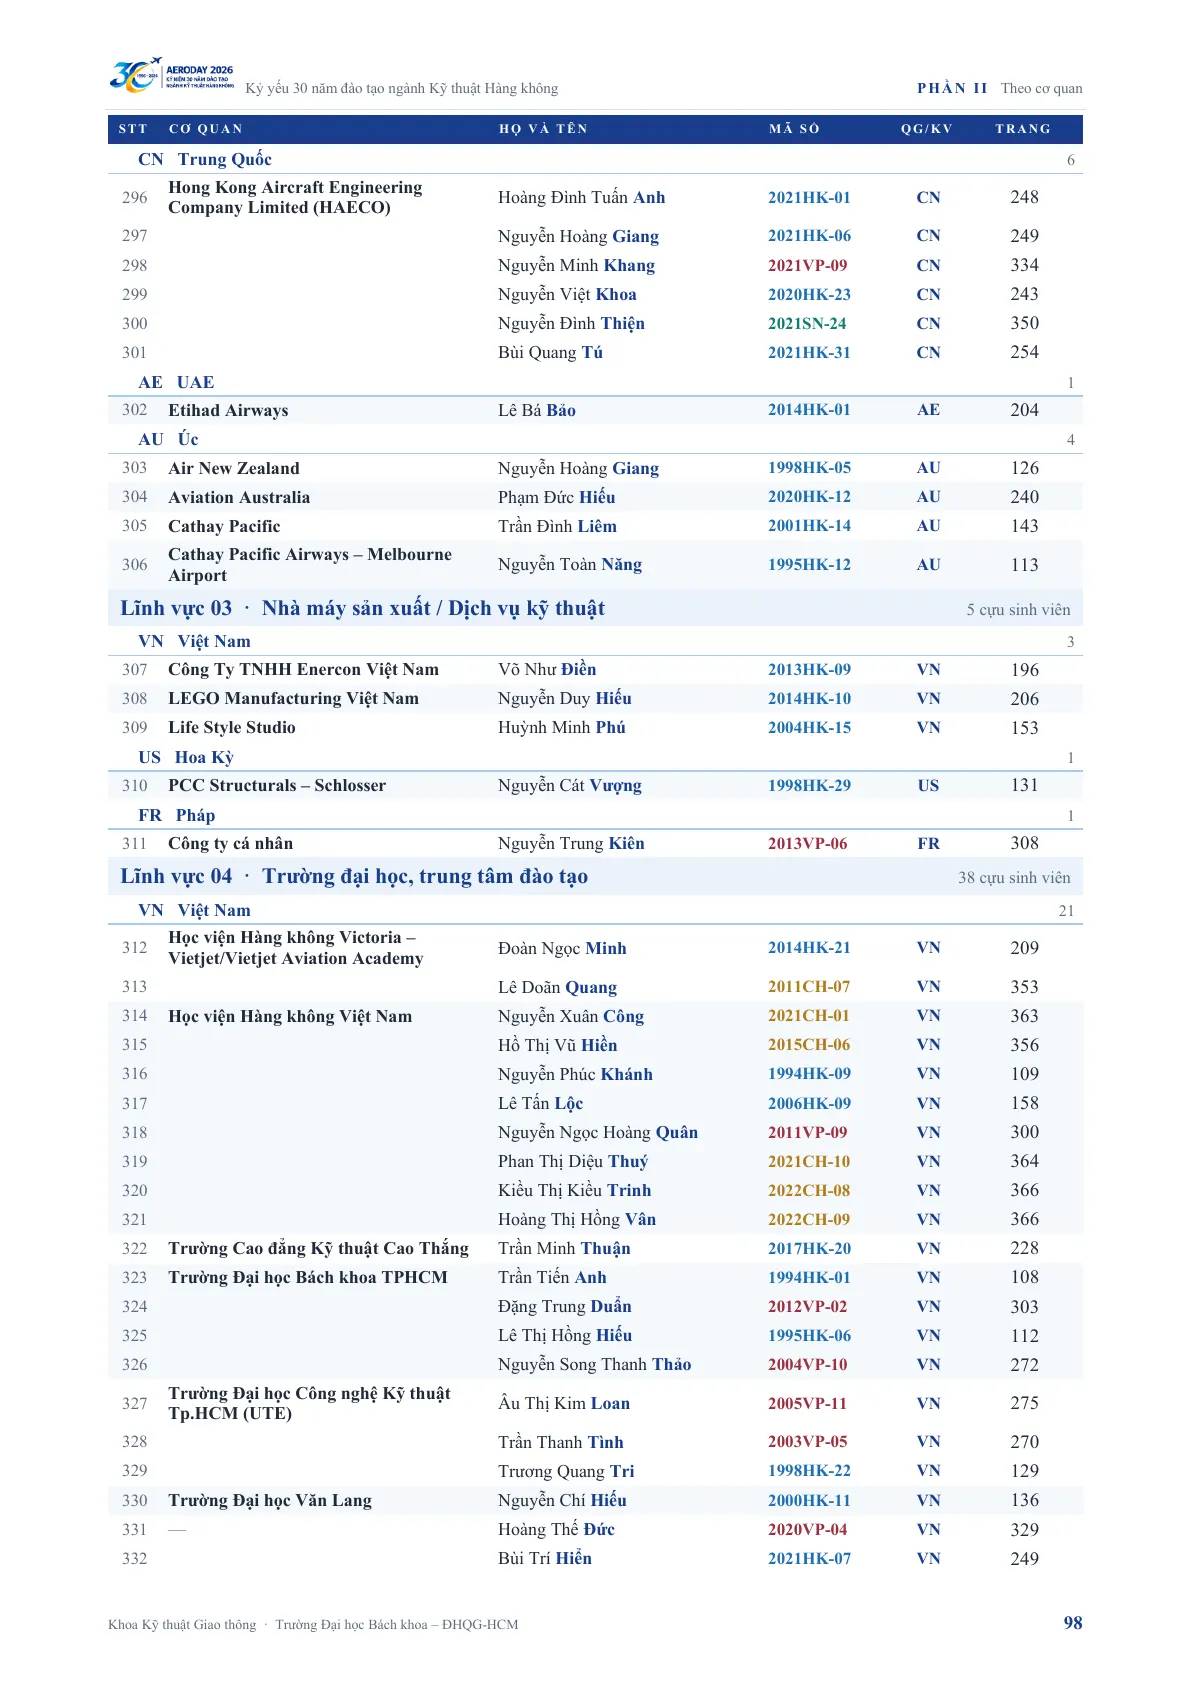 30 AERODAY 2026
1996 - 2026 KỶ NIỆM 30 NĂM ĐÀO TẠO
NGÀNH KỸ THUẬT HÀNG KHÔNG
Kỷ yếu 30 năm đào tạo ngành Kỹ thuật Hàng không PHẦN II Theo cơ quan
STT CƠ QUAN HỌ VÀ TÊN MÃ SỐ QG/KV TRANG
CN Trung Quốc 6
296 Hong Kong Aircraft Engineering Company Limited (HAECO) Hoàng Đình Tuấn Anh 2021HK-01 CN 248
297 Nguyễn Hoàng Giang 2021HK-06 CN 249
298 Nguyễn Minh Khang 2021VP-09 CN 334
299 Nguyễn Việt Khoa 2020HK-23 CN 243
300 Nguyễn Đình Thiện 2021SN-24 CN 350
301 Bùi Quang Tú 2021HK-31 CN 254
AE UAE 1
302 Etihad Airways Lê Bá Bảo 2014HK-01 AE 204
AU Úc 4
303 Air New Zealand Nguyễn Hoàng Giang 1998HK-05 AU 126
304 Aviation Australia Phạm Đức Hiếu 2020HK-12 AU 240
305 Cathay Pacific Trần Đình Liêm 2001HK-14 AU 143
306 Cathay Pacific Airways – Melbourne Airport Nguyễn Toàn Năng 1995HK-12 AU 113
Lĩnh vực 03 · Nhà máy sản xuất / Dịch vụ kỹ thuật 5 cựu sinh viên
VN Việt Nam 3
307 Công Ty TNHH Enercon Việt Nam Võ Như Điền 2013HK-09 VN 196
308 LEGO Manufacturing Việt Nam Nguyễn Duy Hiếu 2014HK-10 VN 206
309 Life Style Studio Huỳnh Minh Phú 2004HK-15 VN 153
US Hoa Kỳ 1
310 PCC Structurals – Schlosser Nguyễn Cát Vượng 1998HK-29 US 131
FR Pháp 1
311 Công ty cá nhân Nguyễn Trung Kiên 2013VP-06 FR 308
Lĩnh vực 04 · Trường đại học, trung tâm đào tạo 38 cựu sinh viên
VN Việt Nam 21
312 Học viện Hàng không Victoria – Vietjet/Vietjet Aviation Academy Đoàn Ngọc Minh 2014HK-21 VN 209
313 Lê Doãn Quang 2011CH-07 VN 353
314 Học viện Hàng không Việt Nam Nguyễn Xuân Công 2021CH-01 VN 363
315 Hồ Thị Vũ Hiền 2015CH-06 VN 356
316 Nguyễn Phúc Khánh 1994HK-09 VN 109
317 Lê Tấn Lộc 2006HK-09 VN 158
318 Nguyễn Ngọc Hoàng Quân 2011VP-09 VN 300
319 Phan Thị Diệu Thuý 2021CH-10 VN 364
320 Kiều Thị Kiều Trinh 2022CH-08 VN 366
321 Hoàng Thị Hồng Vân 2022CH-09 VN 366
322 Trường Cao đẳng Kỹ thuật Cao Thắng Trần Minh Thuận 2017HK-20 VN 228
323 Trường Đại học Bách khoa TPHCM Trần Tiến Anh 1994HK-01 VN 108
324 Đặng Trung Duẩn 2012VP-02 VN 303
325 Lê Thị Hồng Hiếu 1995HK-06 VN 112
326 Nguyễn Song Thanh Thảo 2004VP-10 VN 272
327 Trường Đại học Công nghệ Kỹ thuật Tp.HCM (UTE) Âu Thị Kim Loan 2005VP-11 VN 275
328 Trần Thanh Tình 2003VP-05 VN 270
329 Trương Quang Tri 1998HK-22 VN 129
330 Trường Đại học Văn Lang Nguyễn Chí Hiếu 2000HK-11 VN 136
331 — Hoàng Thế Đức 2020VP-04 VN 329
332 Bùi Trí Hiển 2021HK-07 VN 249
Khoa Kỹ thuật Giao thông · Trường Đại học Bách khoa – ĐHQG-HCM 98